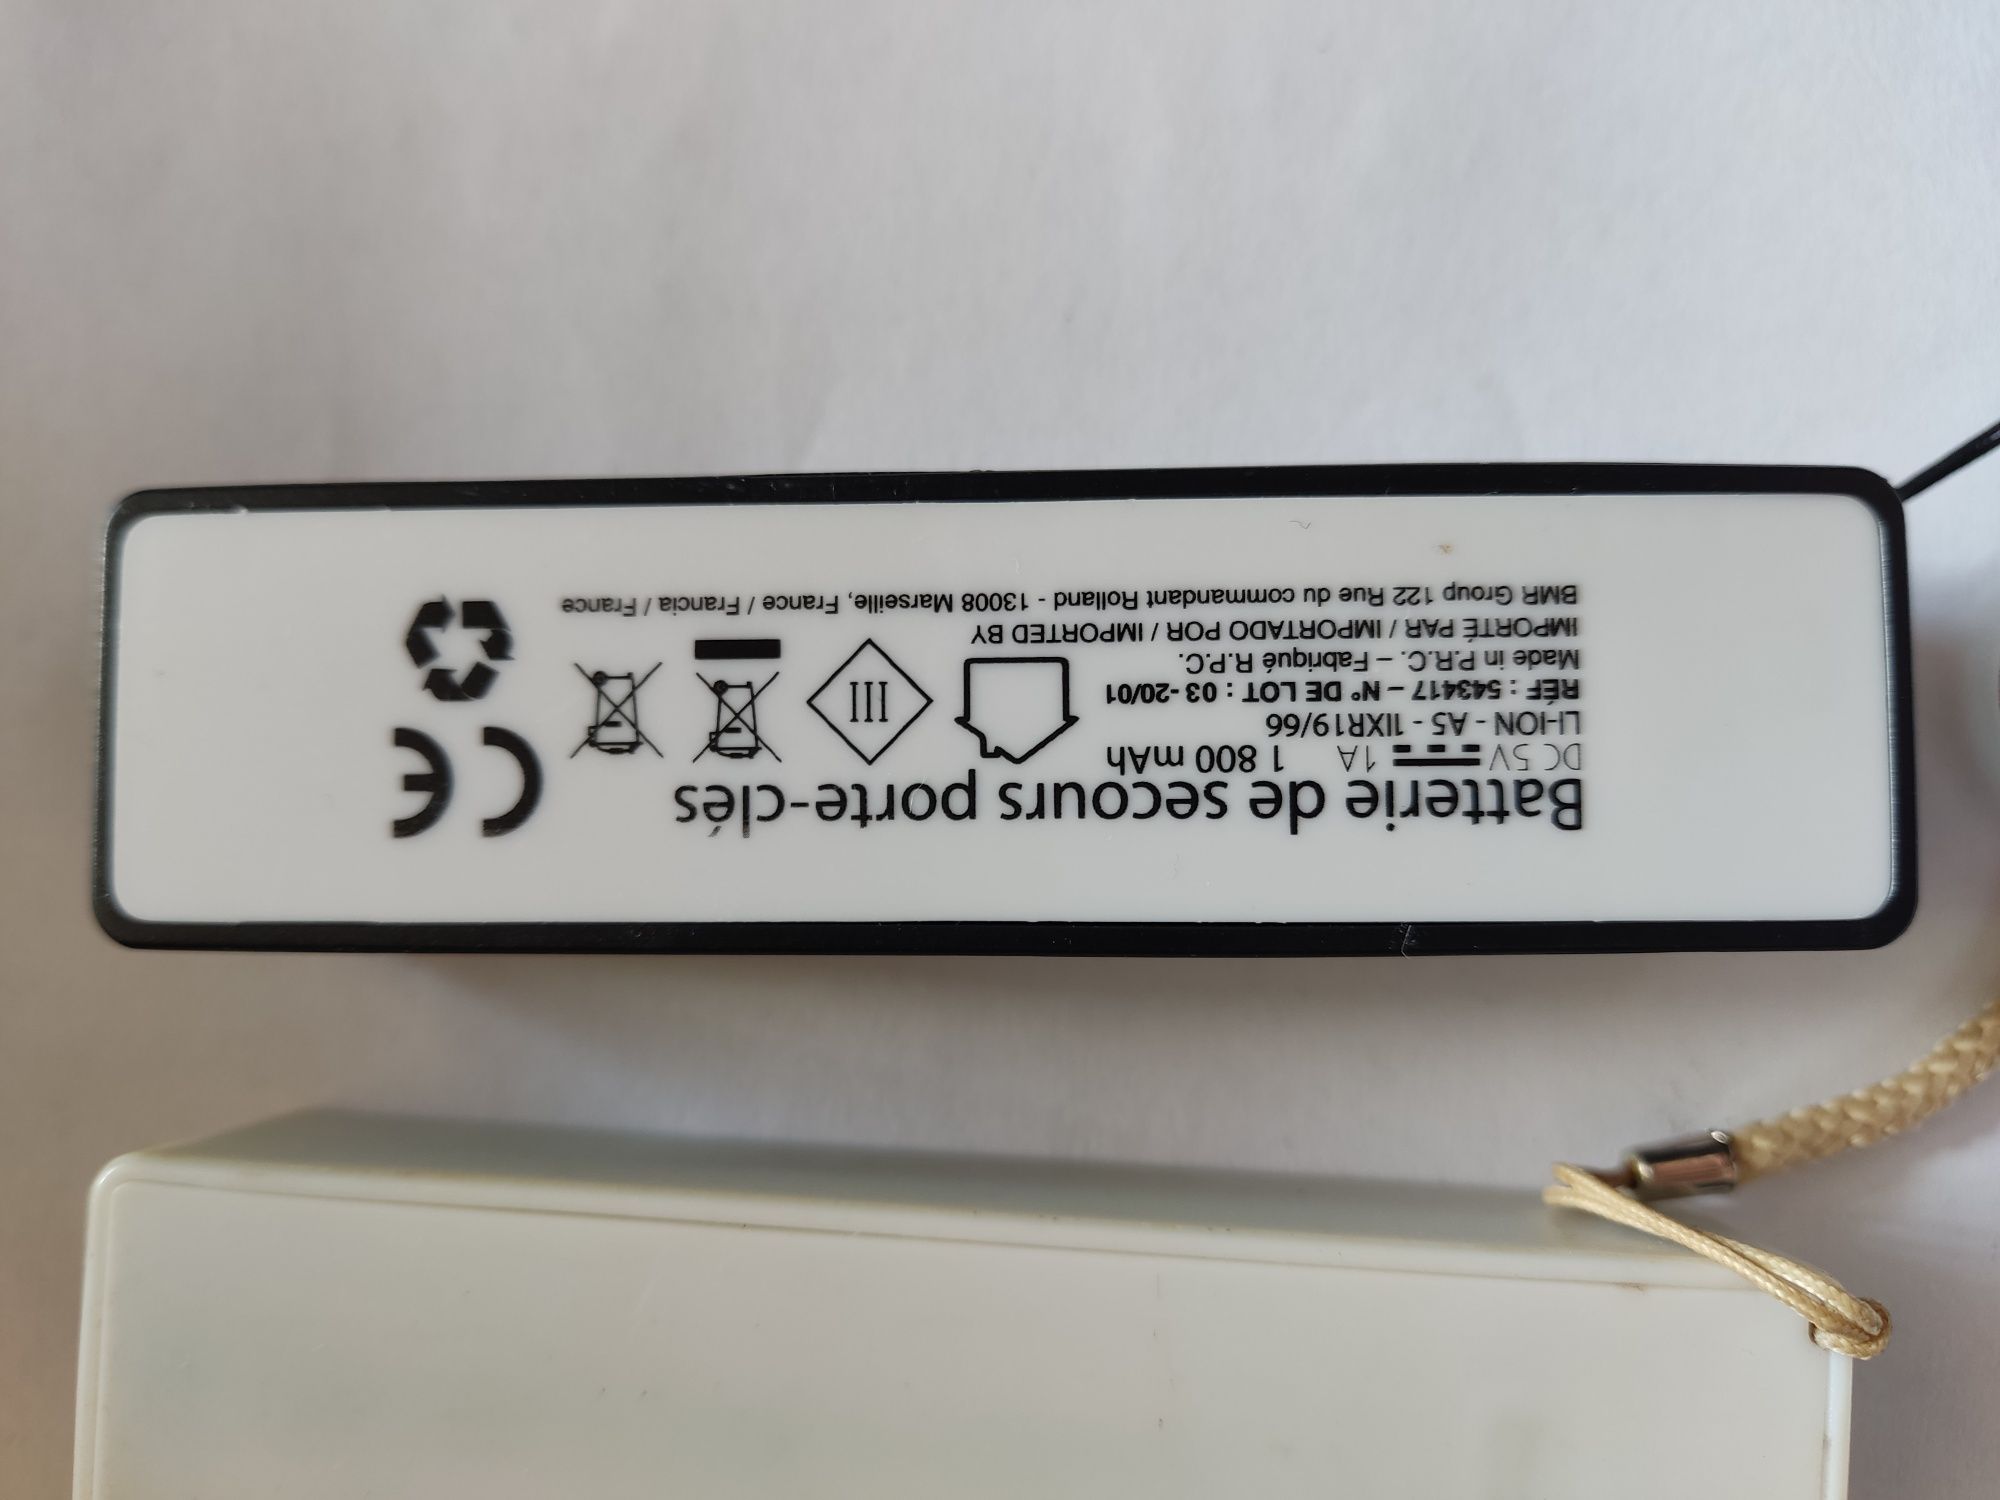 Batterie de secours porte-clés
DC 5V 1A 1 800 mAh
LI-ION - A5 - 1IXR19/66
RÉF : 543417 – N° DE LOT : 03 -20/01
Made in P.R.C. – Fabriqué R.P.C.
IMPORTÉ PAR / IMPORTADO POR / IMPORTED BY
BMR Group 122 Rue du commandant Rolland - 13008 Marseille, France / Francia / France
III
CE